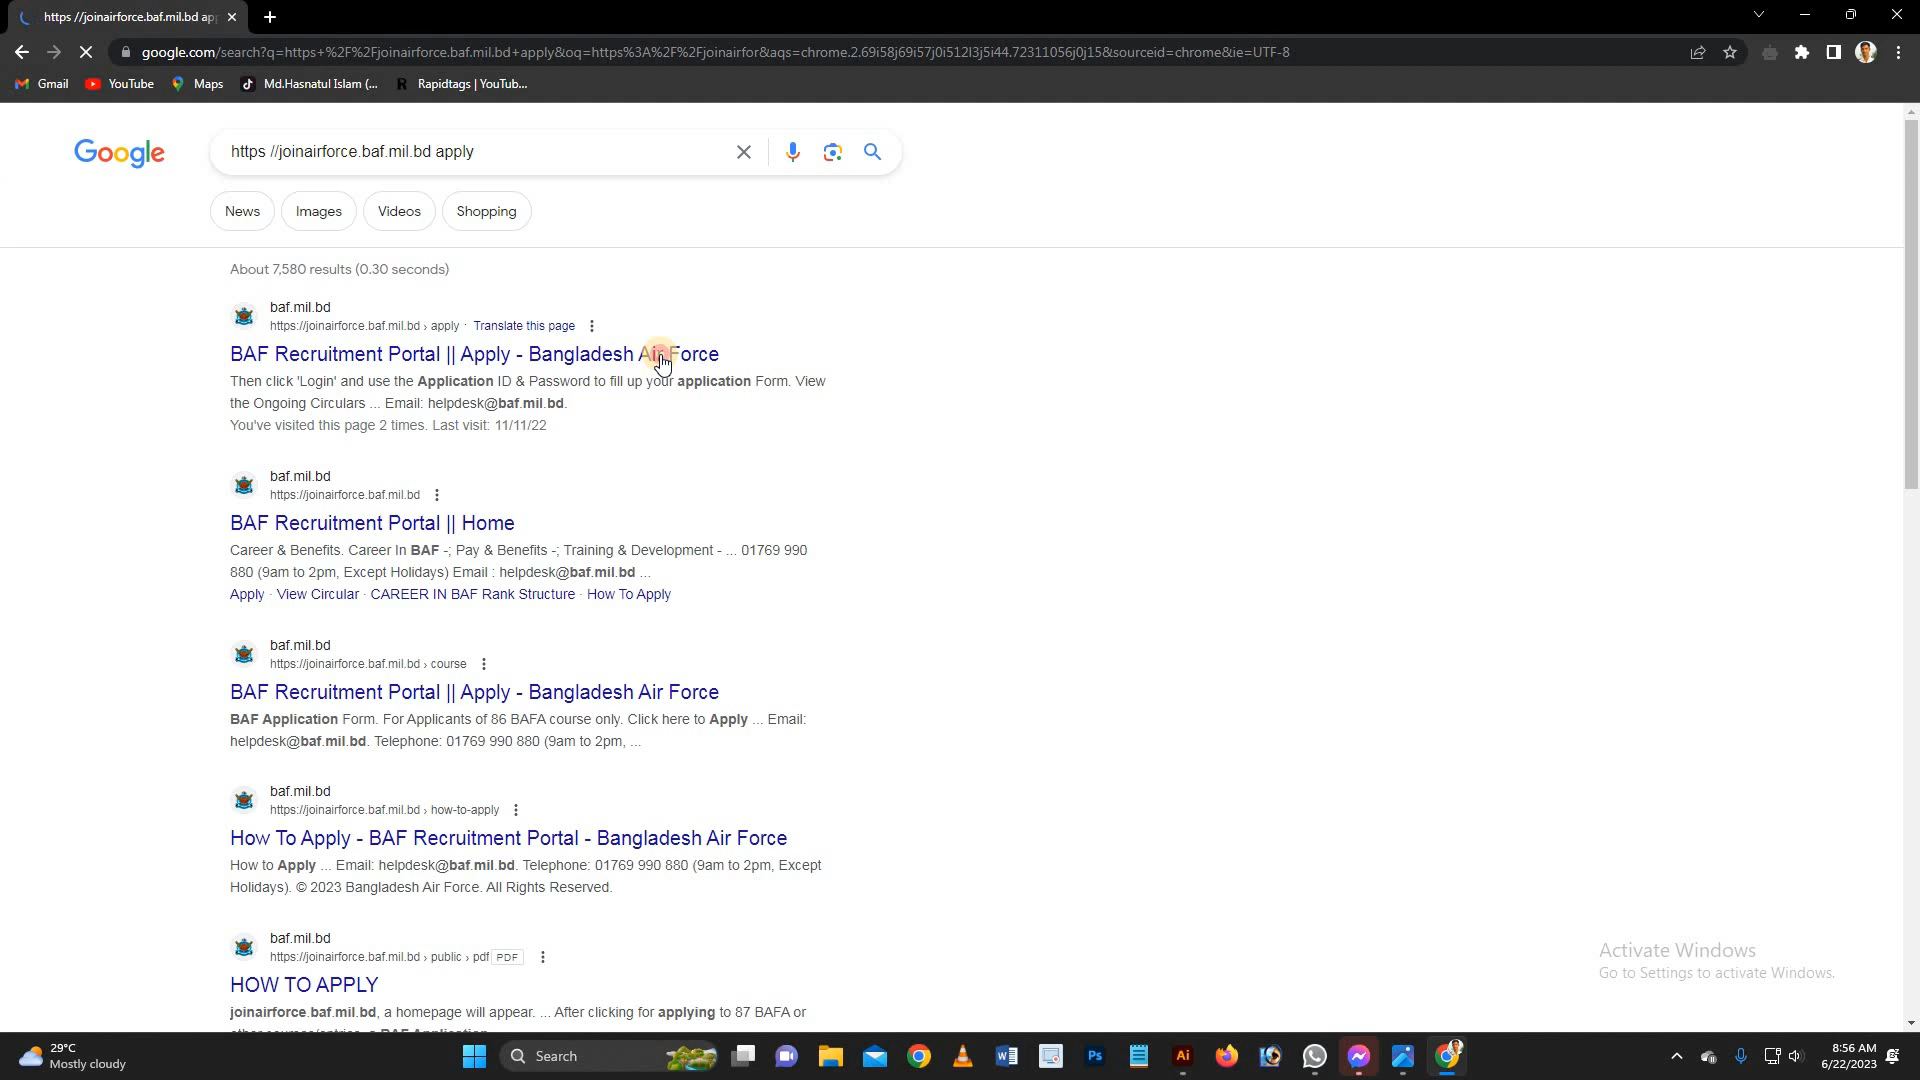 https //joinairforce.baf.mil.bd ap
google.com/search?q=https+%2F%2Fjoinairforce.baf.mil.bd+apply&oq=https%3A%2F%2Fjoinairfor&aqs=chrome.2.69i58j69i57j0i512l3j5i44.72311056j0j15&sourceid=chrome&ie=UTF-8
Gmail YouTube Maps Md.Hasnatul Islam (... Rapidtags | YouTub...
Google https //joinairforce.baf.mil.bd apply
News Images Videos Shopping
About 7,580 results (0.30 seconds)
baf.mil.bd
https://joinairforce.baf.mil.bd › apply · Translate this page
BAF Recruitment Portal || Apply - Bangladesh Air Force
Then click 'Login' and use the Application ID & Password to fill up your application Form. View
the Ongoing Circulars ... Email: helpdesk@baf.mil.bd.
You've visited this page 2 times. Last visit: 11/11/22
baf.mil.bd
https://joinairforce.baf.mil.bd
BAF Recruitment Portal || Home
Career & Benefits. Career In BAF -; Pay & Benefits -; Training & Development - ... 01769 990
880 (9am to 2pm, Except Holidays) Email : helpdesk@baf.mil.bd ...
Apply · View Circular · CAREER IN BAF Rank Structure · How To Apply
baf.mil.bd
https://joinairforce.baf.mil.bd › course
BAF Recruitment Portal || Apply - Bangladesh Air Force
BAF Application Form. For Applicants of 86 BAFA course only. Click here to Apply ... Email:
helpdesk@baf.mil.bd. Telephone: 01769 990 880 (9am to 2pm, ...
baf.mil.bd
https://joinairforce.baf.mil.bd › how-to-apply
How To Apply - BAF Recruitment Portal - Bangladesh Air Force
How to Apply ... Email: helpdesk@baf.mil.bd. Telephone: 01769 990 880 (9am to 2pm, Except
Holidays). © 2023 Bangladesh Air Force. All Rights Reserved.
baf.mil.bd
https://joinairforce.baf.mil.bd › public › pdf PDF
HOW TO APPLY
joinairforce.baf.mil.bd, a homepage will appear. ... After clicking for applying to 87 BAFA or
Activate Windows
Go to Settings to activate Windows.
29°C
Mostly cloudy
Search
Ps
Ai
8:56 AM
6/22/2023